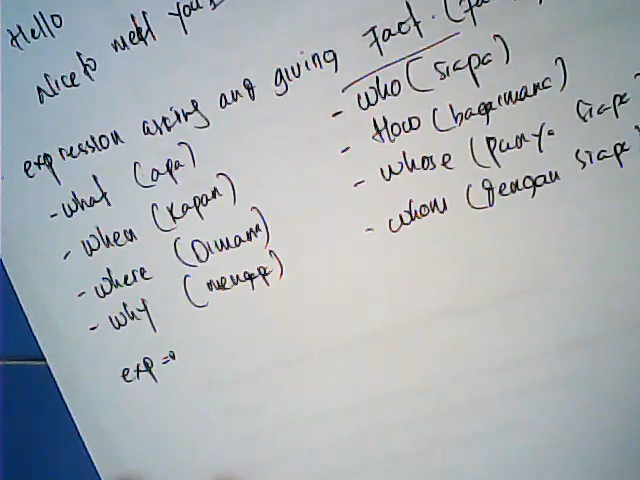 Hello
Nice to meet you
expression asking and giving Fact. (
- what (apa)
- when (Kapan)
- where (Dimana)
- why (mengapa)
- who (siapa)
- How (bagaimana)
- whose (punya siapa
- whom (dengan siapa
exp =